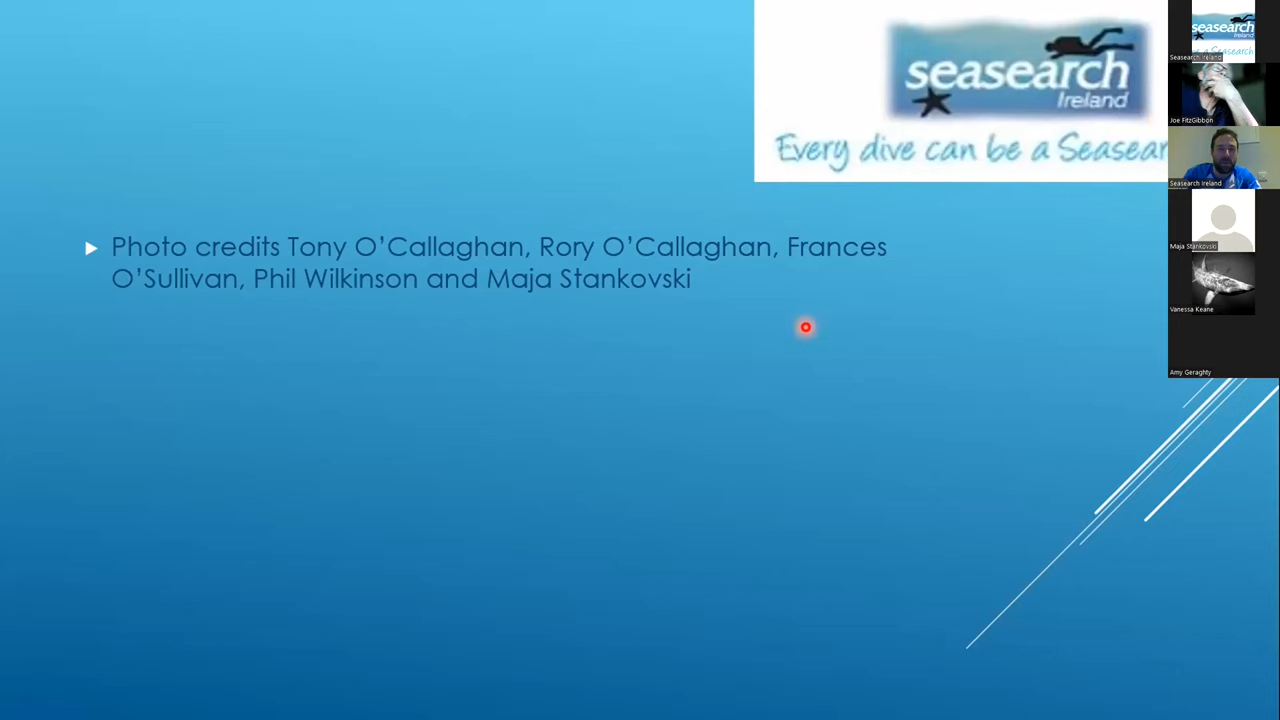 seasearch
Ireland
Every dive can be a Seasear
Photo credits Tony O’Callaghan, Rory O’Callaghan, Frances
O’Sullivan, Phil Wilkinson and Maja Stankovski
seasearch
Seasearch Ireland
Joe FitzGibbon
Seasearch Ireland
Maja Stankovski
Vanessa Keane
Amy Geraghty